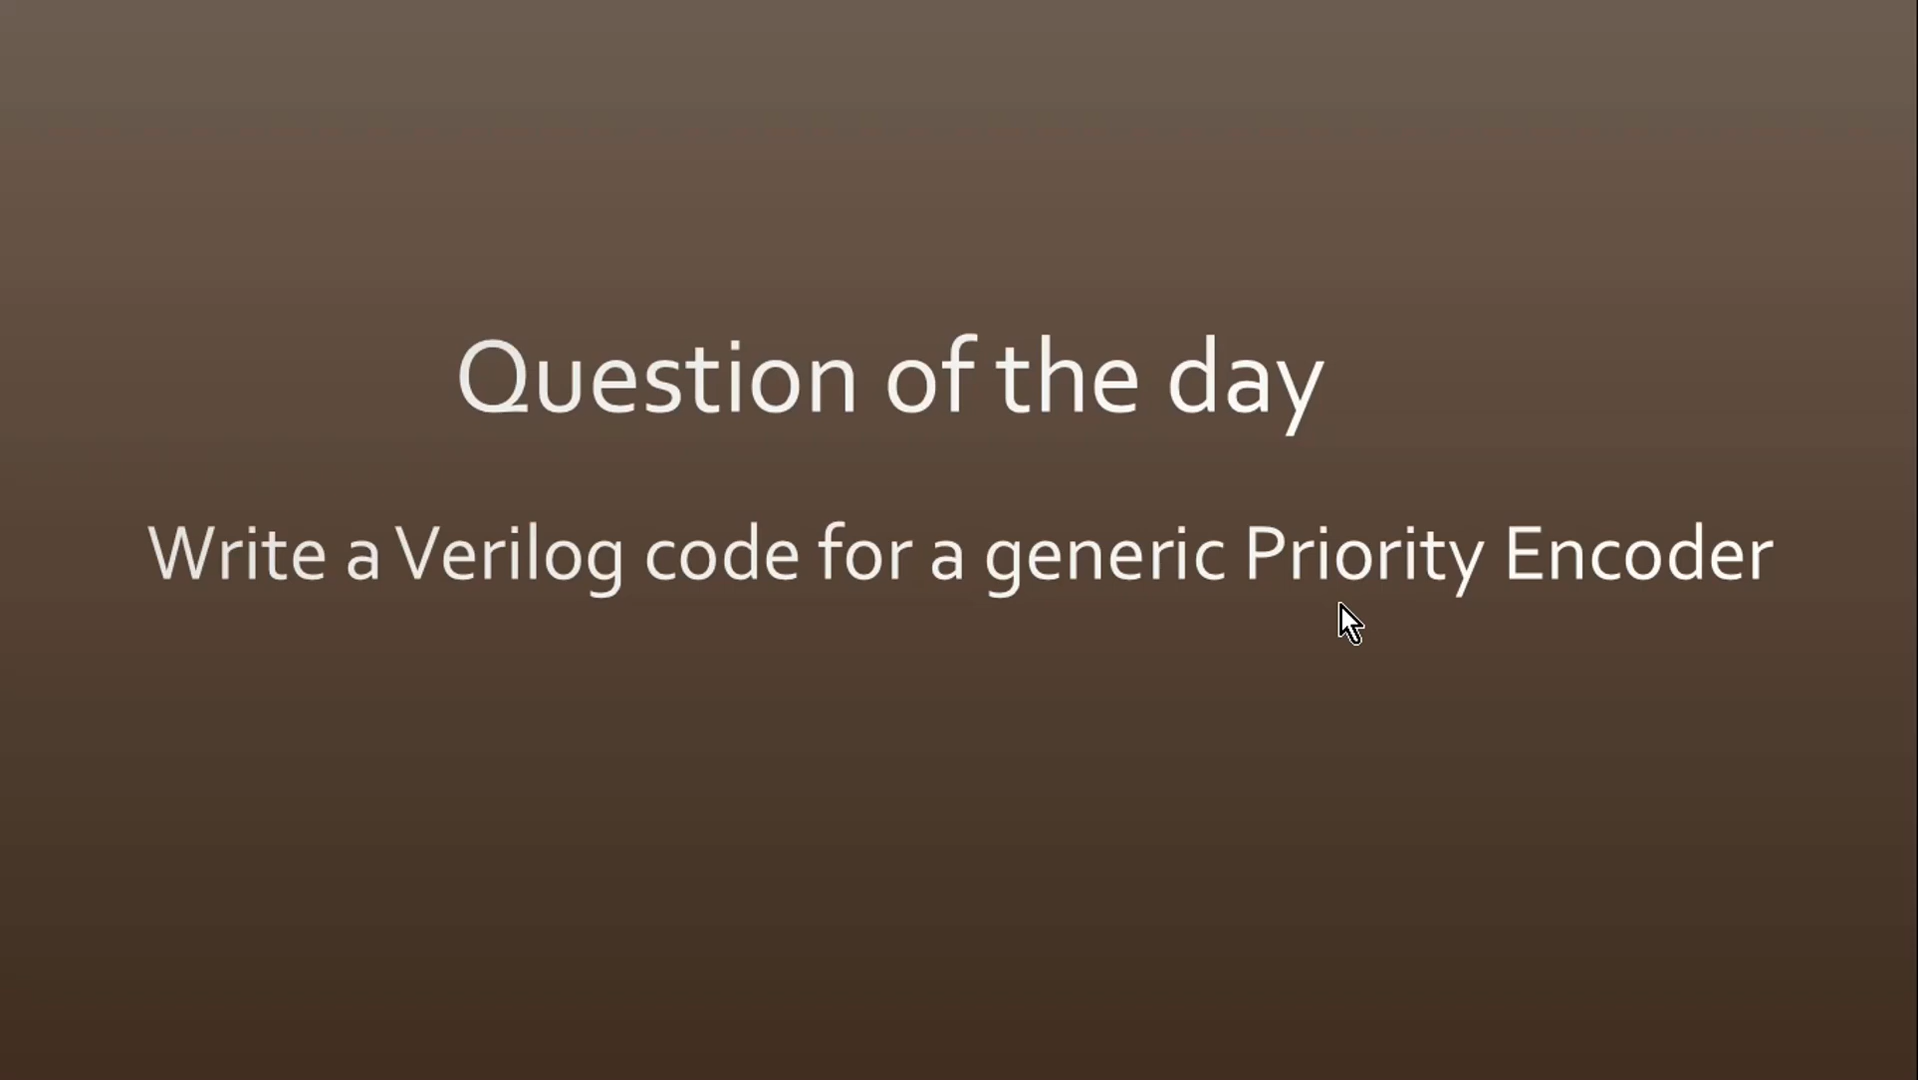 Question of the day
Write a Verilog code for a generic Priority Encoder